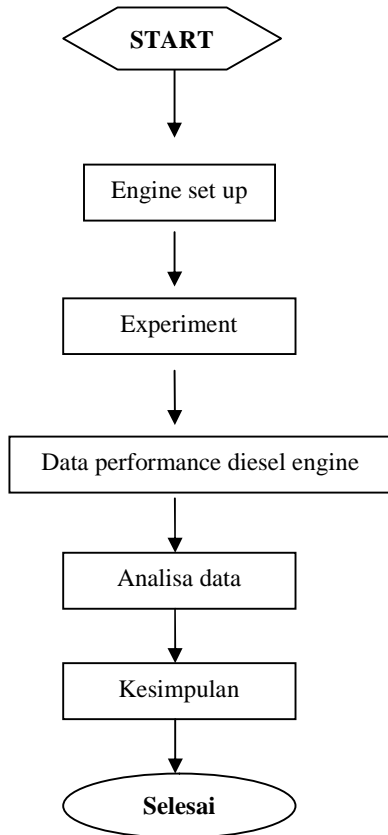 START
Engine set up
Experiment
Data performance diesel engine
Analisa data
Kesimpulan
Selesai